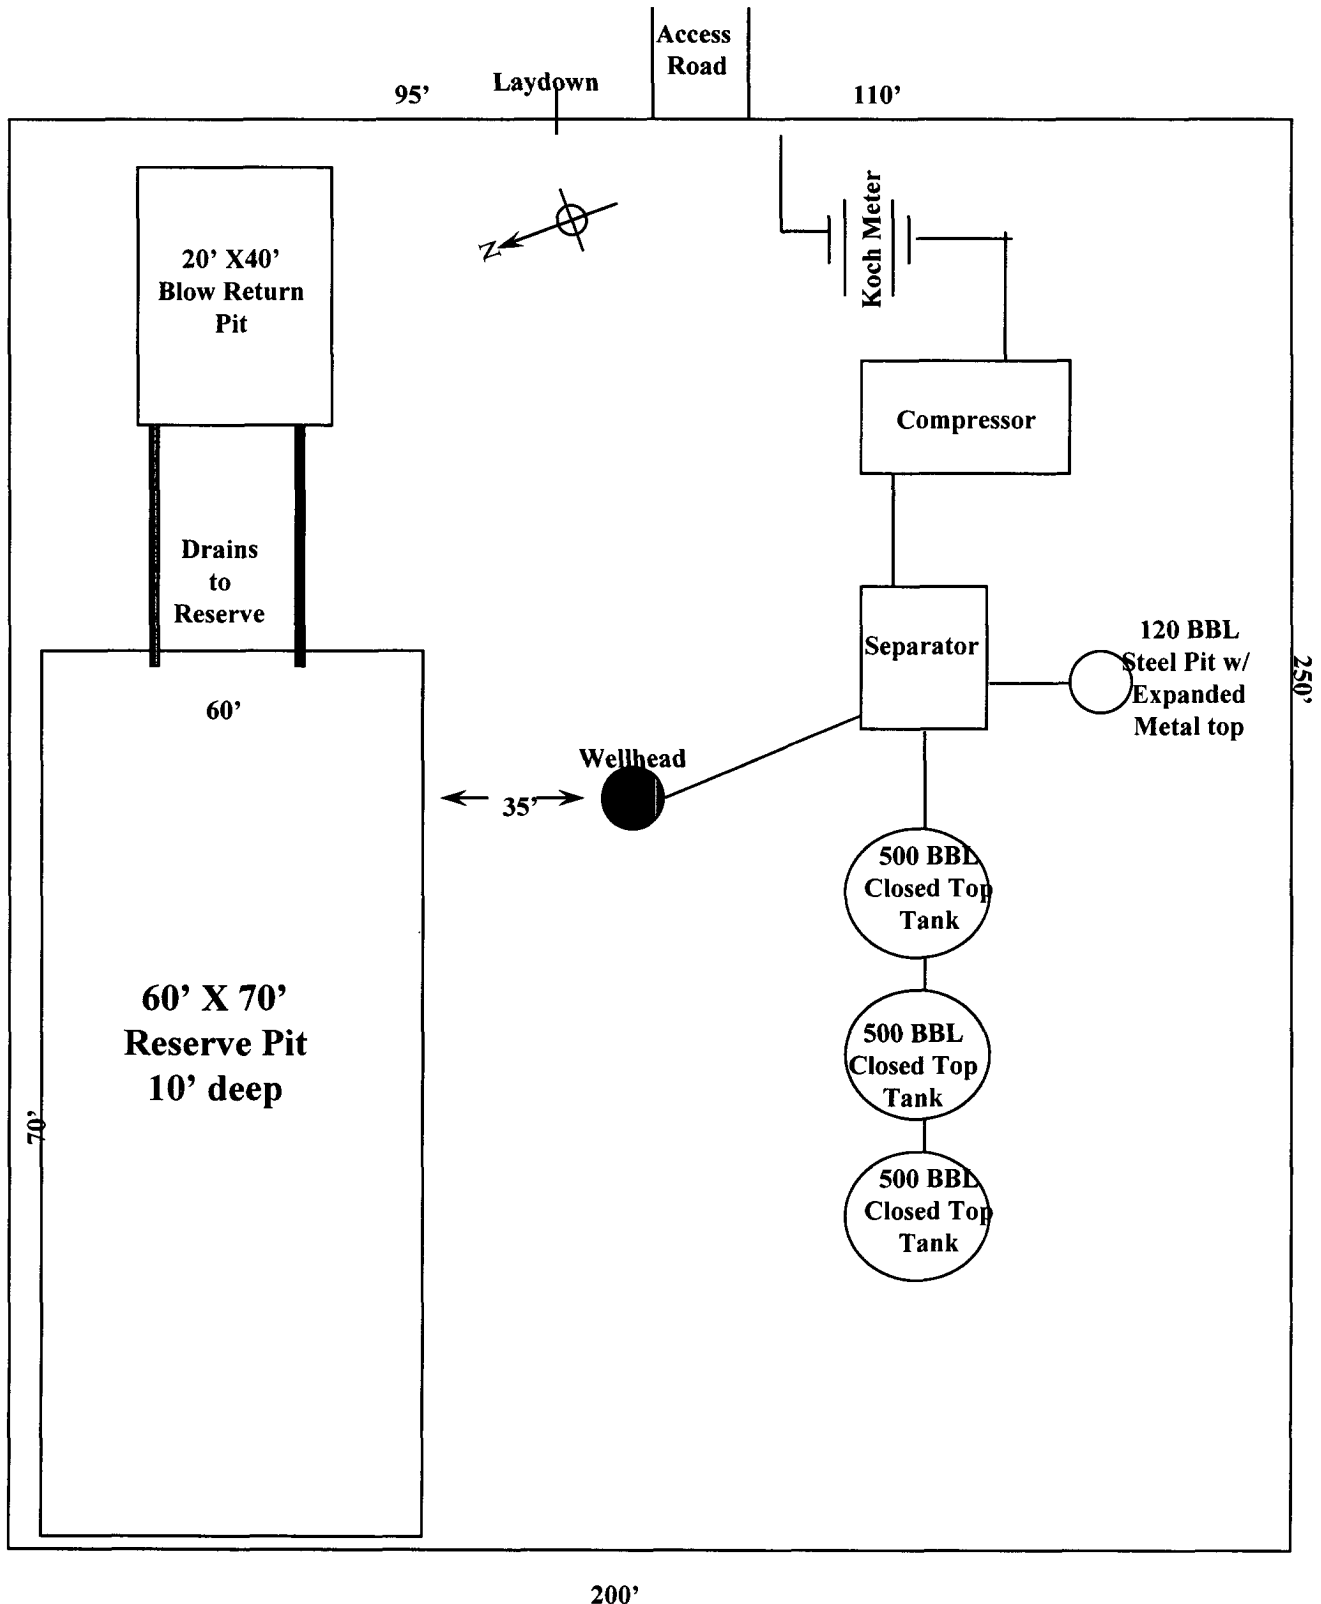 Access
Road
Laydown
95’
110’
20’ X40’
Blow Return
Pit
N
Koch Meter
Compressor
Drains
to
Reserve
Separator
120 BBL
Steel Pit w/
Expanded
Metal top
250’
60’
Wellhead
35’
500 BBL
Closed Top
Tank
60’ X 70’
Reserve Pit
10’ deep
500 BBL
Closed Top
Tank
70’
500 BBL
Closed Top
Tank
200’